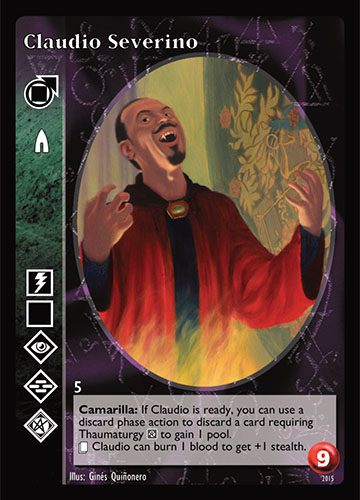 Claudio Severino
5
Camarilla: If Claudio is ready, you can use a
discard phase action to discard a card requiring
Thaumaturgy to gain 1 pool.
Claudio can burn 1 blood to get +1 stealth.
9
Illus: Ginés Quiñonero
2015